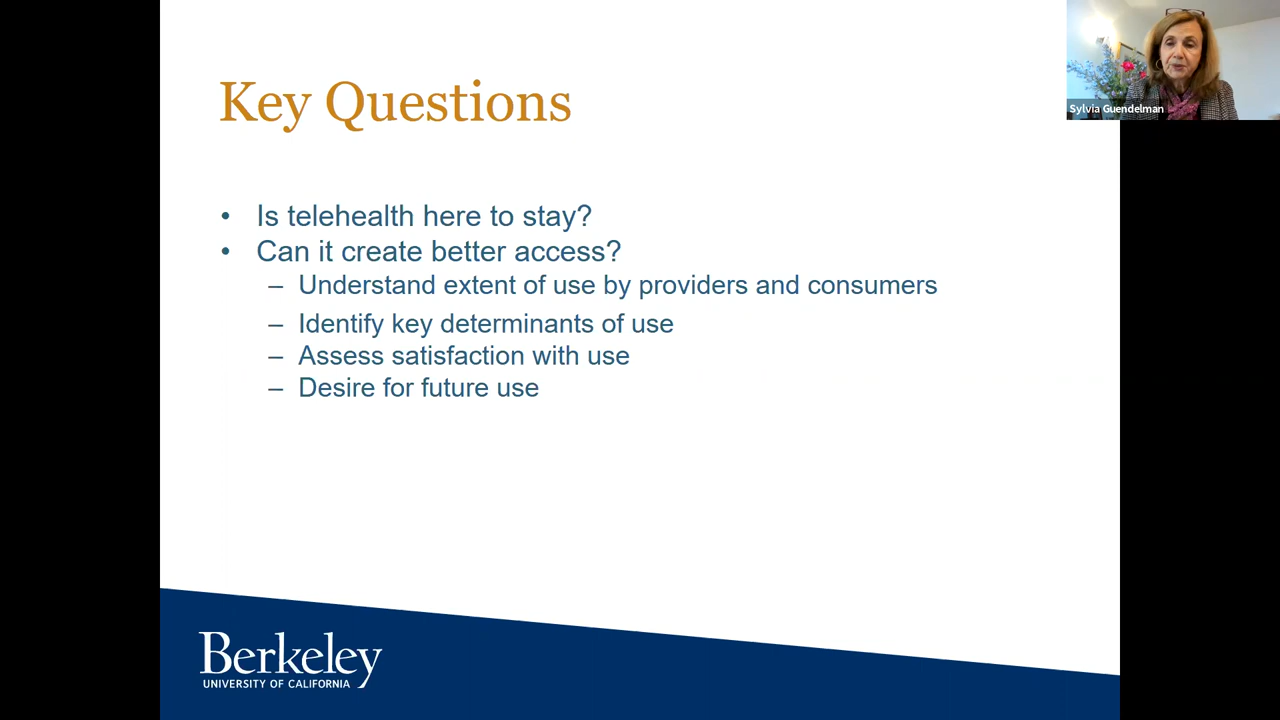 Key Questions
• Is telehealth here to stay?
• Can it create better access?
– Understand extent of use by providers and consumers
– Identify key determinants of use
– Assess satisfaction with use
– Desire for future use
Sylvia Guendelman
Berkeley
UNIVERSITY OF CALIFORNIA